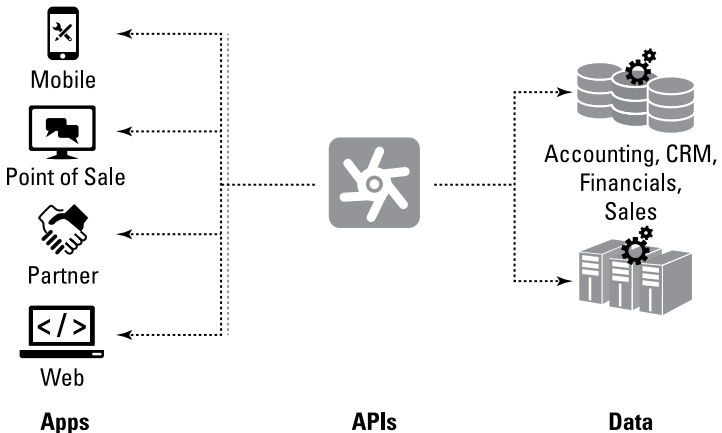 Mobile
Point of Sale
Partner
</>
Web
Accounting, CRM,
Financials,
Sales
Apps
APIs
Data